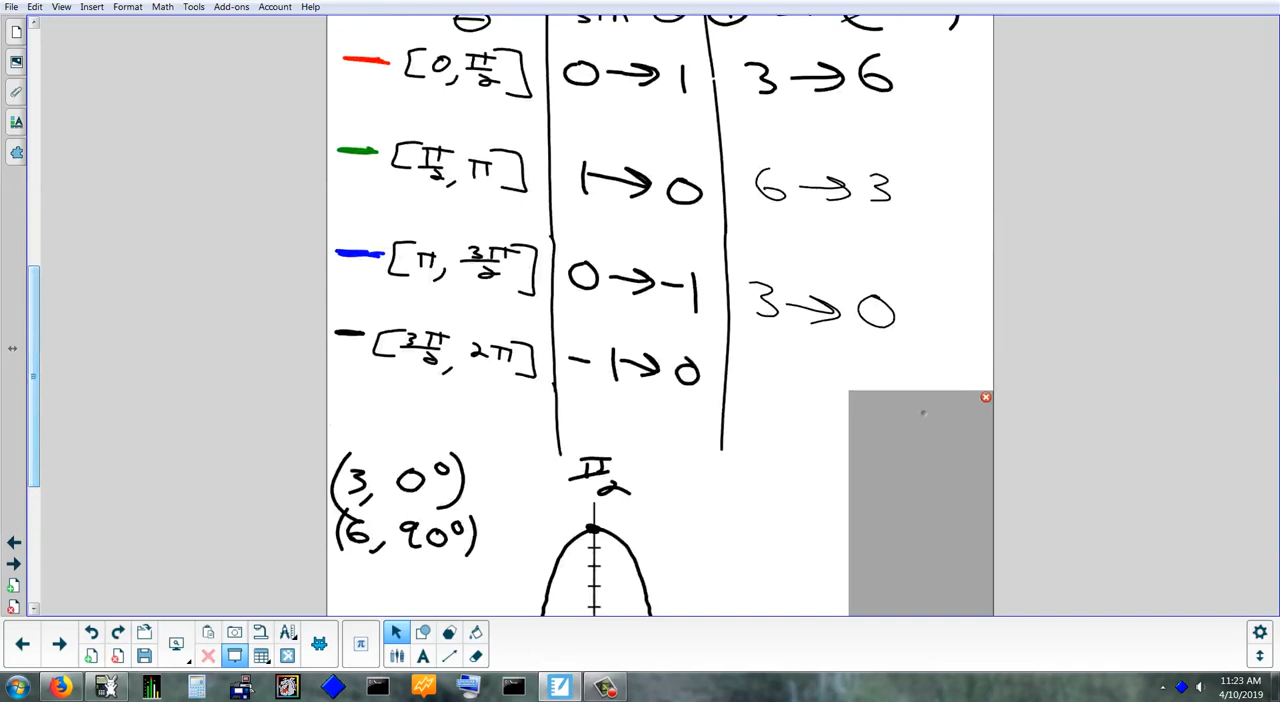 File Edit View Insert Format Math Tools Add-ons Account Help
θ
[0, π/2] 0 → 1 3 → 6
[π/2, π] 1 → 0 6 → 3
[π, 3π/2] 0 → -1 3 → 0
[3π/2, 2π] -1 → 0
(3, 0°)
π/2
(6, 90°)
π
A
11:23 AM
4/10/2019